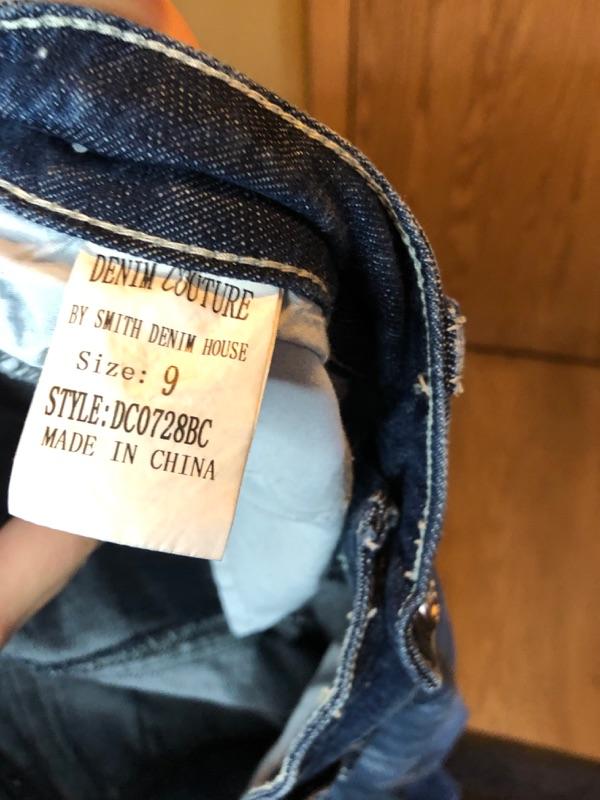 DENIM COUTURE
BY SMITH DENIM HOUSE
Size: 9
STYLE:DC0728BC
MADE IN CHINA